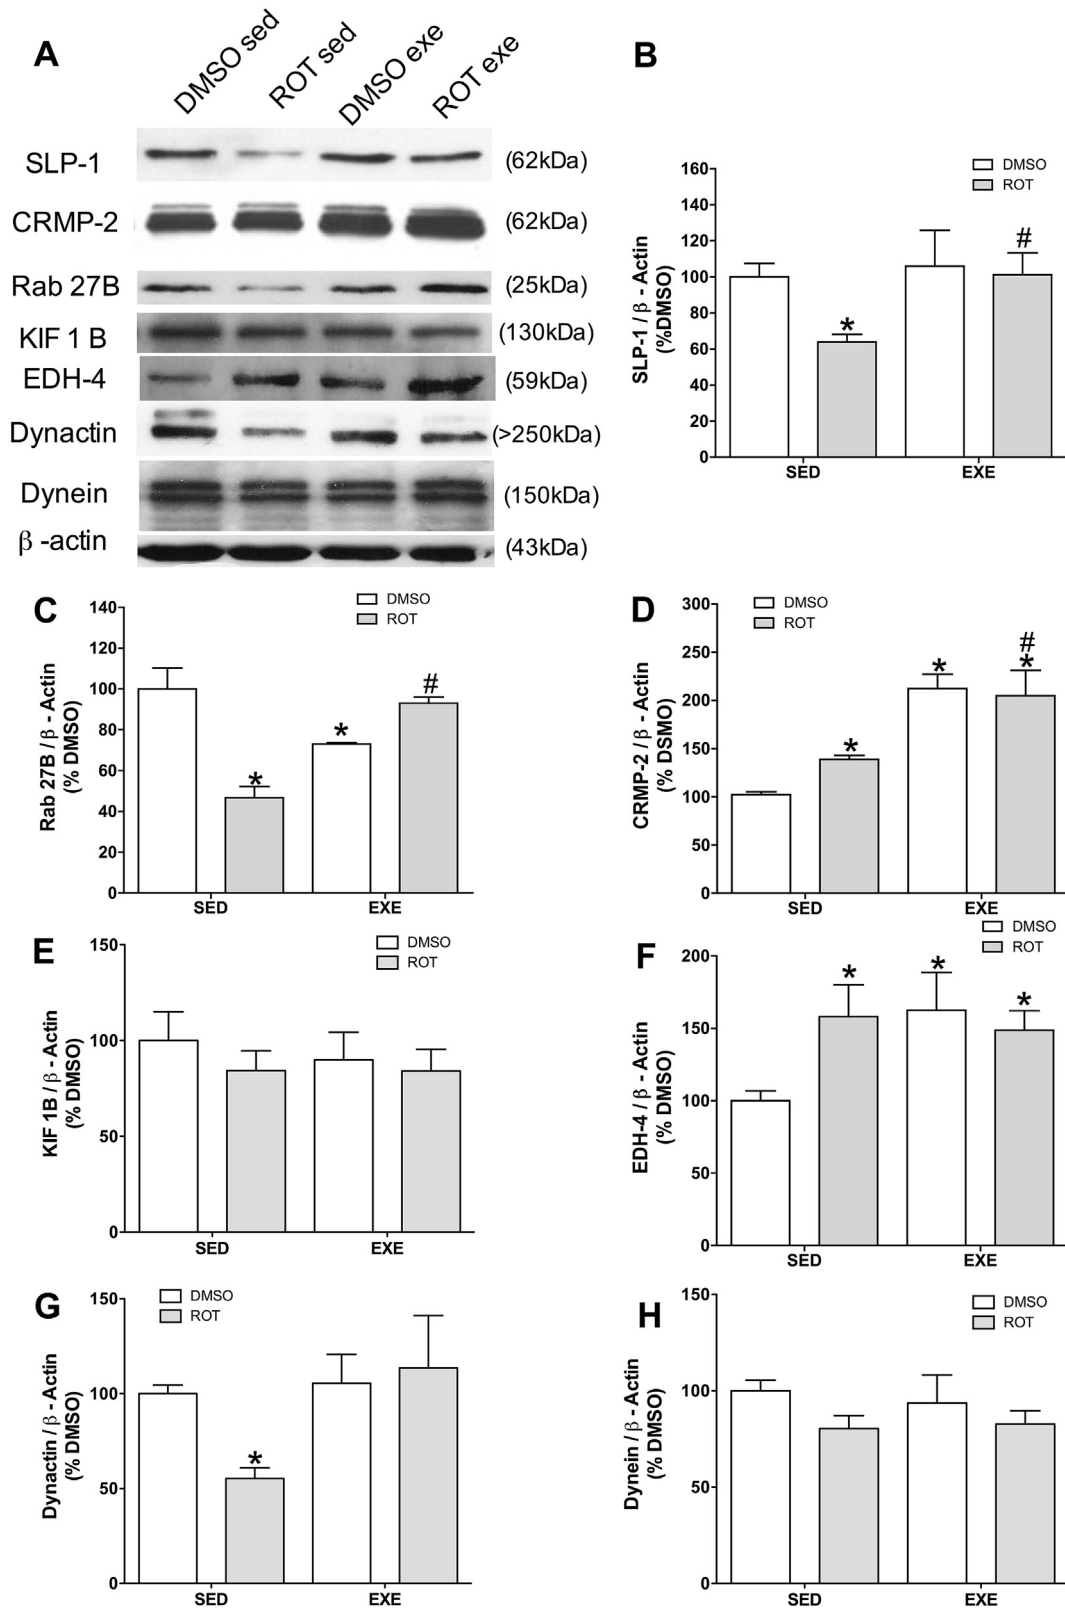 A
DMSO sed
ROT sed
DMSO exe
ROT exe
SLP-1
(62kDa)
CRMP-2
(62kDa)
Rab 27B
(25kDa)
KIF 1 B
(130kDa)
EDH-4
(59kDa)
Dynactin
(>250kDa)
Dynein
(150kDa)
β -actin
(43kDa)
B
DMSO
ROT
SLP-1 / β - Actin
(%DMSO)
160
140
120
100
80
60
40
20
0
*
#
SED
EXE
C
DMSO
ROT
Rab 27B / β - Actin
(% DMSO)
140
120
100
80
60
40
20
0
*
*
#
SED
EXE
D
DMSO
ROT
CRMP-2 / β - Actin
(% DSMO)
300
250
200
150
100
50
0
*
*
#
*
SED
EXE
E
DMSO
ROT
KIF 1B / β - Actin
(% DMSO)
150
100
50
0
SED
EXE
F
DMSO
ROT
EDH-4 / β - Actin
(% DMSO)
200
150
100
50
0
*
*
*
SED
EXE
G
DMSO
ROT
Dynactin / β - Actin
(% DMSO)
150
100
50
0
*
SED
EXE
H
DMSO
ROT
Dynein / β - Actin
(% DMSO)
150
100
50
0
SED
EXE